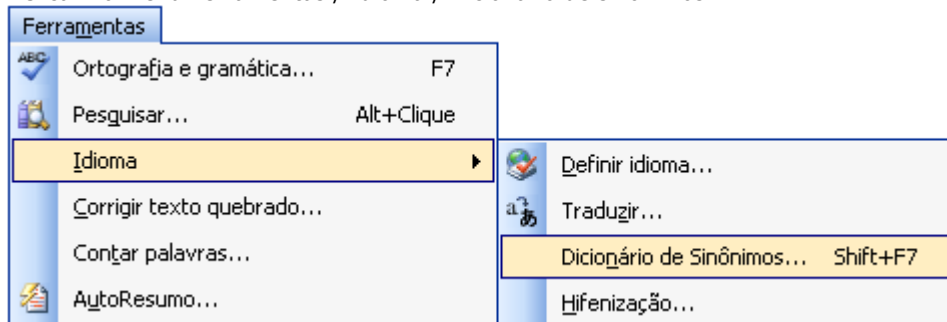 Ferramentas
ABC
Ortografia e gramática... F7
Pesquisar... Alt+Clique
Idioma
Definir idioma...
Corrigir texto quebrado...
Traduzir...
Contar palavras...
Dicionário de Sinônimos... Shift+F7
AutoResumo...
Hifenização...